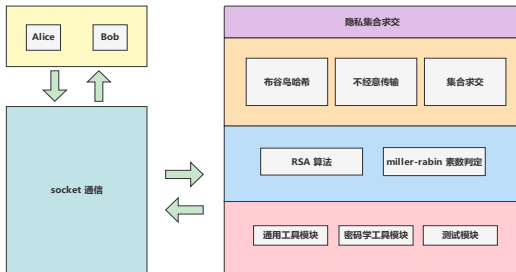 Alice
Bob
socket 通信
隐私集合求交
布谷鸟哈希
不经意传输
集合求交
RSA 算法
miller-rabin 素数判定
通用工具模块
密码学工具模块
测试模块